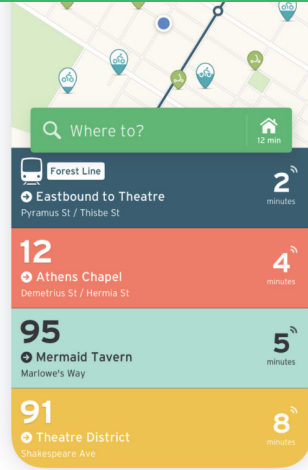 Where to?
12 min
Forest Line
Eastbound to Theatre
Pyramus St / Thisbe St
2
minutes
12
Athens Chapel
Demetrius St / Hermia St
4
minutes
95
Mermaid Tavern
Marlowe's Way
5
minutes
91
Theatre District
Shakespeare Ave
8
minutes